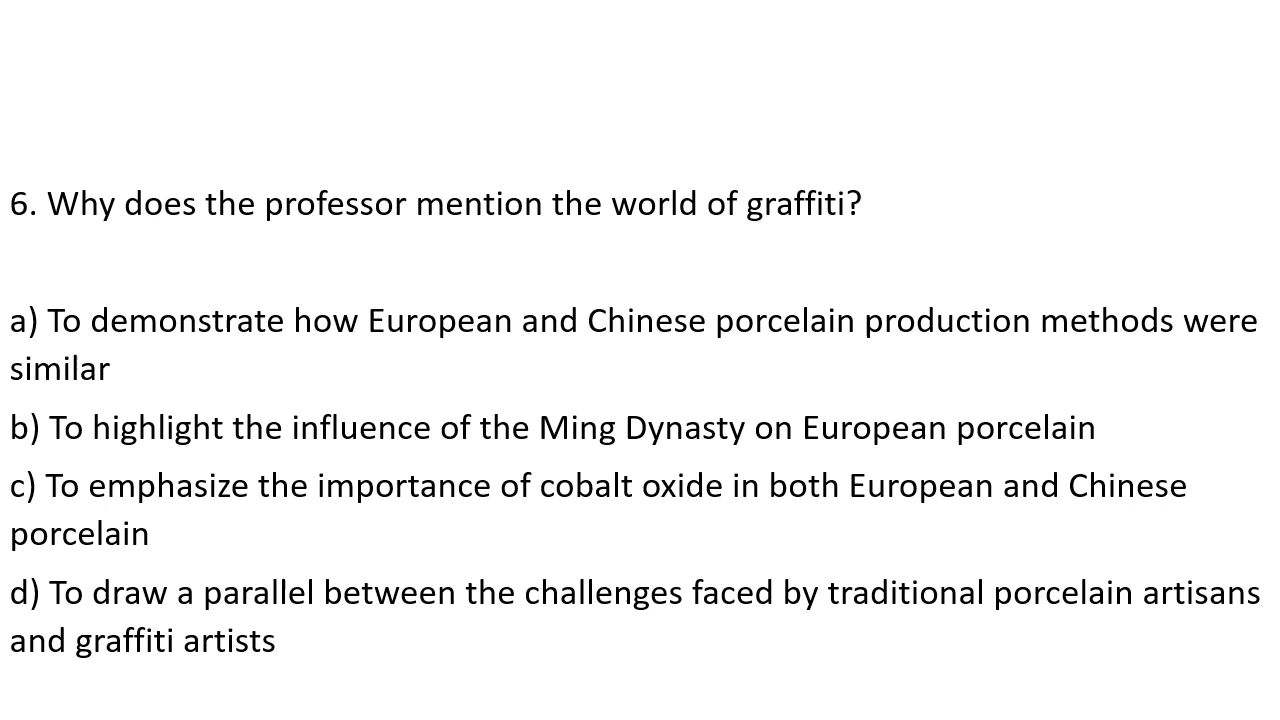 6. Why does the professor mention the world of graffiti?
a) To demonstrate how European and Chinese porcelain production methods were
similar
b) To highlight the influence of the Ming Dynasty on European porcelain
c) To emphasize the importance of cobalt oxide in both European and Chinese
porcelain
d) To draw a parallel between the challenges faced by traditional porcelain artisans
and graffiti artists